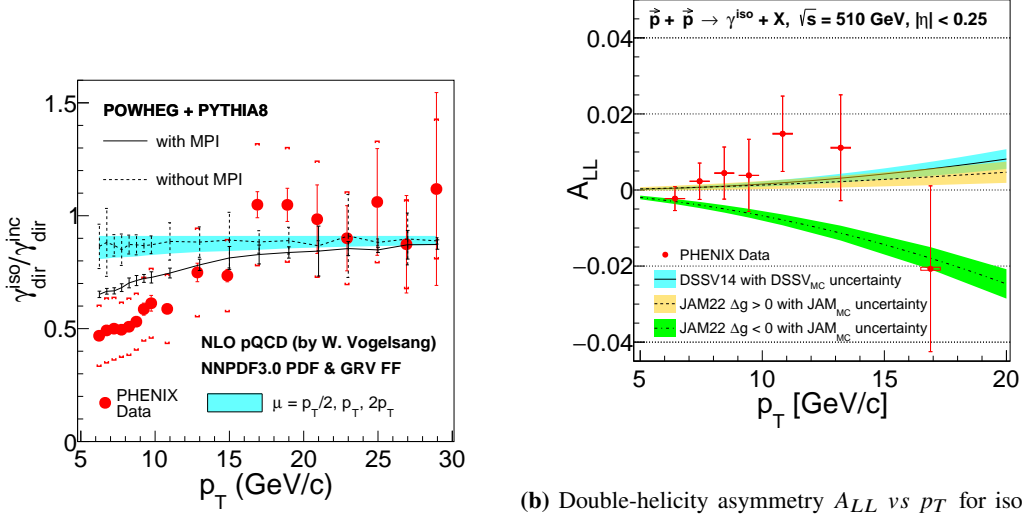 POWHEG + PYTHIA8
with MPI
without MPI
NLO pQCD (by W. Vogelsang)
NNPDF3.0 PDF & GRV FF
PHENIX
Data
μ = p_T/2, p_T, 2p_T
γ^iso_dir/γ^inc_dir
0
0.5
1
1.5
5 10 15 20 25 30
p_T (GeV/c)
p⃗ + p⃗ → γ^iso + X, √s = 510 GeV, |η| < 0.25
A_LL
0.04
0.02
0
−0.02
−0.04
PHENIX Data
DSSV14 with DSSV_MC uncertainty
JAM22 Δg > 0 with JAM_MC uncertainty
JAM22 Δg < 0 with JAM_MC uncertainty
5 10 15 20
p_T [GeV/c]
(b) Double-helicity asymmetry A_LL vs p_T for iso